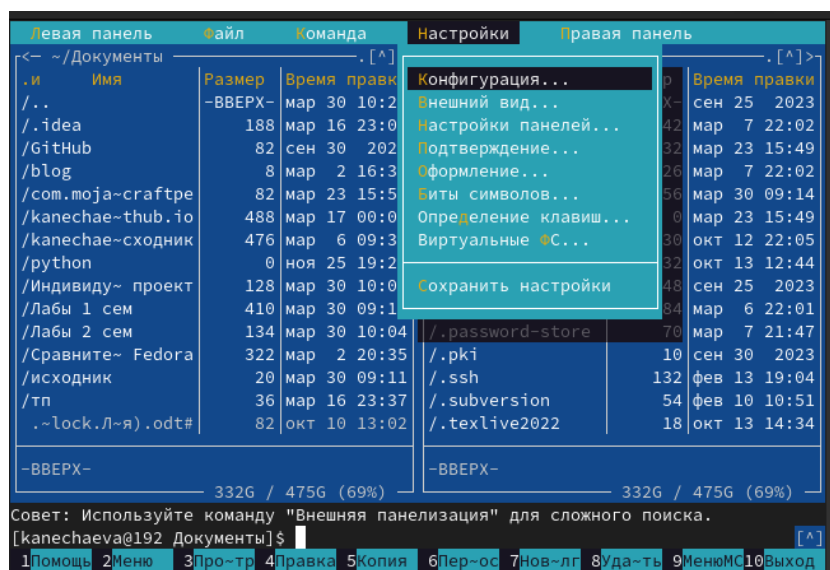 Левая панель Файл Команда Настройки Правая панель
<— ~/Документы .[^] .[^]>
.и Имя Размер Время правк р Время правки
/.. -ВВЕРХ- мар 30 10:2 Х- сен 25 2023
/.idea 188 мар 16 23:0 42 мар 7 22:02
/GitHub 82 сен 30 202 32 мар 23 15:49
/blog 8 мар 2 16:3 26 мар 7 22:02
/com.moja~craftpe 82 мар 23 15:5 56 мар 30 09:14
/kanechae~thub.io 488 мар 17 00:0 0 мар 23 15:49
/kanechae~сходник 476 мар 6 09:3 30 окт 12 22:05
/python 0 ноя 25 19:2 32 окт 13 12:44
/Индивиду~ проект 128 мар 30 10:0 48 сен 25 2023
/Лабы 1 сем 410 мар 30 09:1 84 мар 6 22:01
/Лабы 2 сем 134 мар 30 10:04 /.password-store 70 мар 7 21:47
/Сравните~ Fedora 322 мар 2 20:35 /.pki 10 сен 30 2023
/исходник 20 мар 30 09:11 /.ssh 132 фев 13 19:04
/тп 36 мар 16 23:37 /.subversion 54 фев 10 10:51
.~lock.Л~я).odt# 82 окт 10 13:02 /.texlive2022 18 окт 13 14:34
Конфигурация...
Внешний вид...
Настройки панелей...
Подтверждение...
Оформление...
Биты символов...
Определение клавиш...
Виртуальные ФС...
Сохранить настройки
-ВВЕРХ- -ВВЕРХ-
332G / 475G (69%) 332G / 475G (69%)
Совет: Используйте команду "Внешняя панелизация" для сложного поиска.
[kanechaeva@192 Документы]$ [^]
1Помощь 2Меню 3Про~тр 4Правка 5Копия 6Пер~ос 7Нов~лг 8Уда~ть 9МенюMC 10Выход